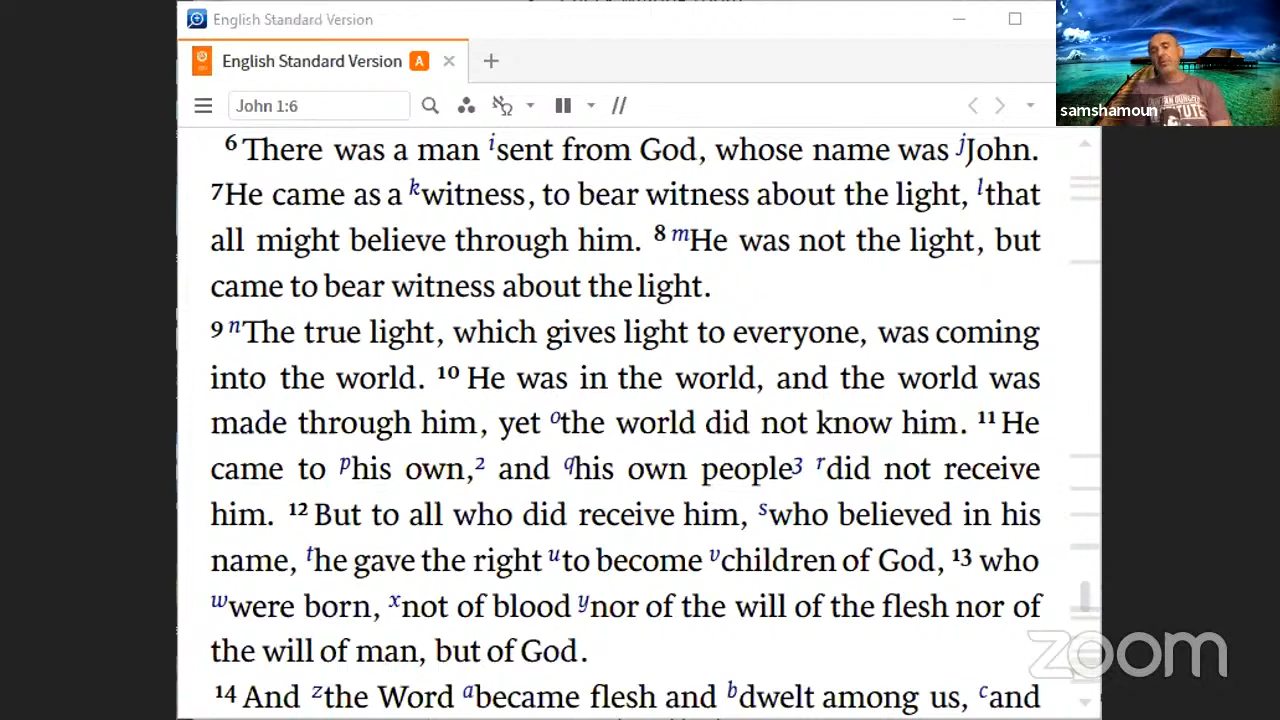 English Standard Version
English Standard Version A
John 1:6
samshamoun
INSTITUTE
6 There was a man i sent from God, whose name was j John.
7 He came as a k witness, to bear witness about the light, l that
all might believe through him. 8 m He was not the light, but
came to bear witness about the light.
9 n The true light, which gives light to everyone, was coming
into the world. 10 He was in the world, and the world was
made through him, yet o the world did not know him. 11 He
came to p his own,2 and q his own people3 r did not receive
him. 12 But to all who did receive him, s who believed in his
name, t he gave the right u to become v children of God, 13 who
w were born, x not of blood y nor of the will of the flesh nor of
the will of man, but of God.
14 And z the Word a became flesh and b dwelt among us, c and
zoom